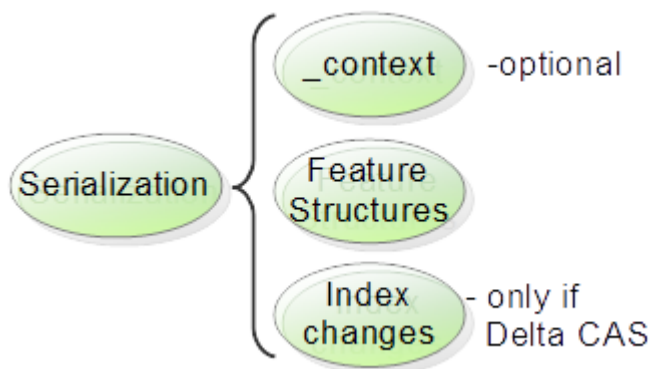 _context
-optional
Serialization
Feature
Structures
Index
changes
- only if
Delta CAS